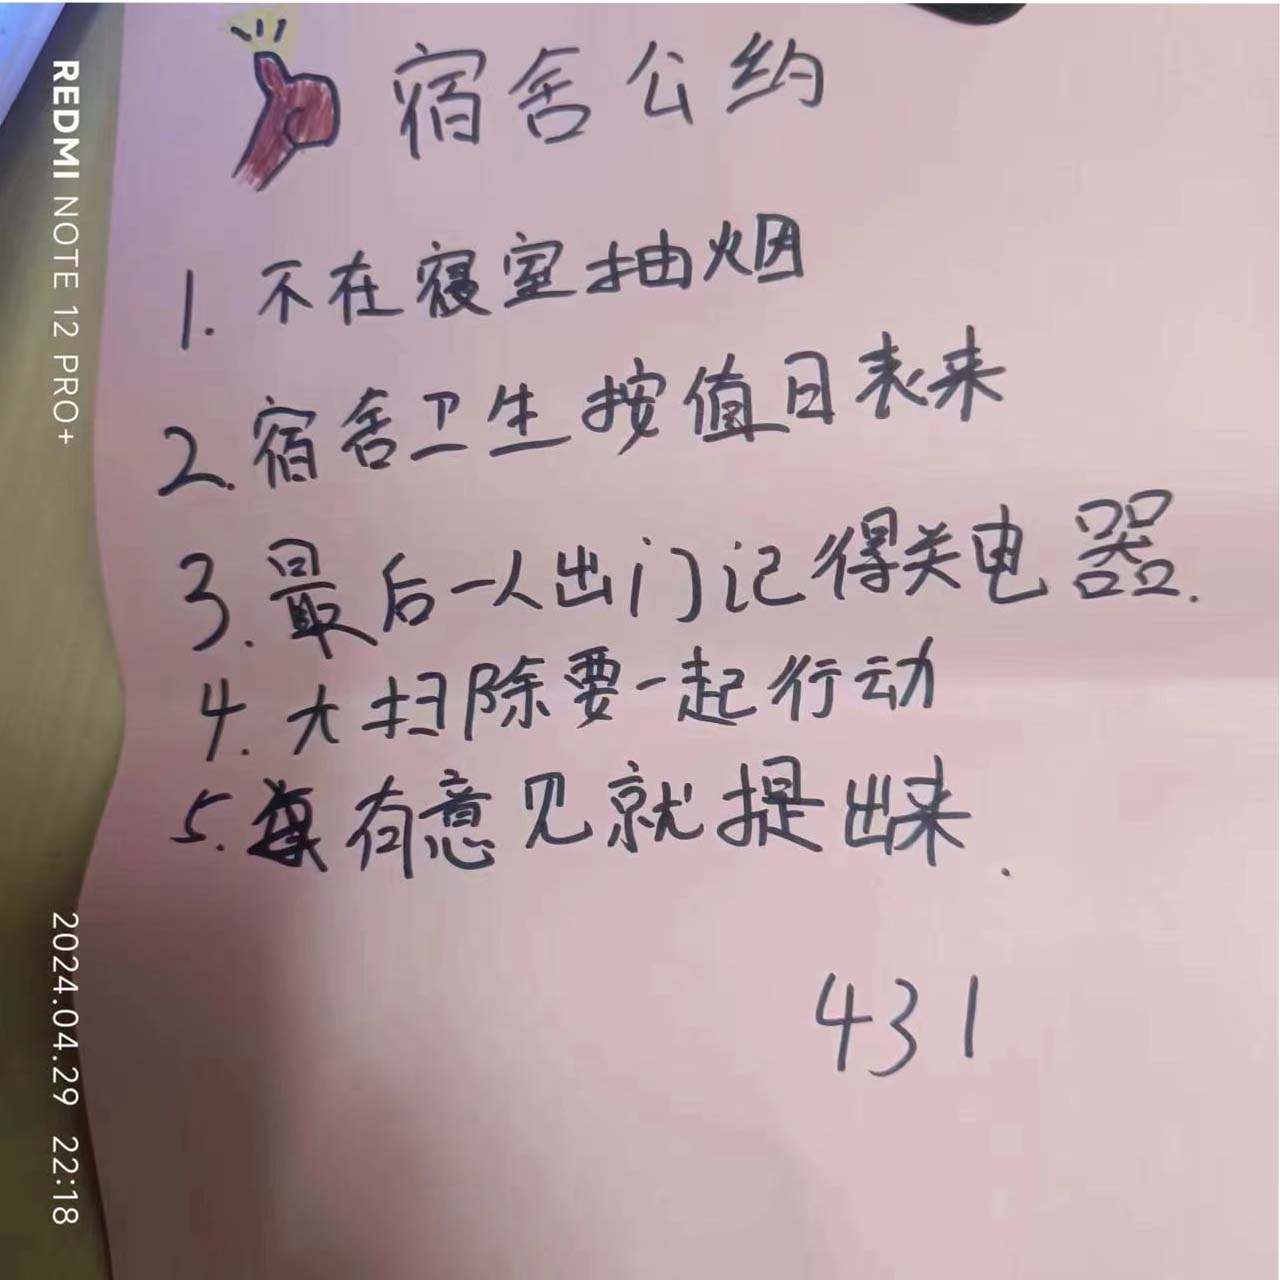 宿舍公约
1. 不在寝室抽烟
2. 宿舍卫生按值日表来
3. 最后一人出门记得关电器.
4. 大扫除要一起行动
5. 有意见就提出来.
431
REDMI NOTE 12 PRO+
2024.04.29 22:18